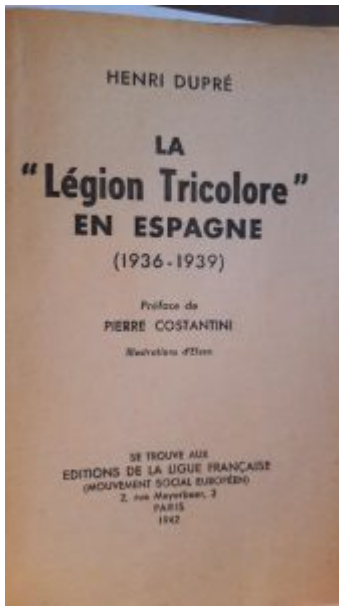 HENRI DUPRÉ
LA
"Légion Tricolore"
EN ESPAGNE
(1936-1939)
Préface de
PIERRE COSTANTINI
Illustrations d'Elsen
SE TROUVE AUX
EDITIONS DE LA LIGUE FRANÇAISE
(MOUVEMENT SOCIAL EUROPÉEN)
2, rue Meyerbeer, 2
PARIS
1942